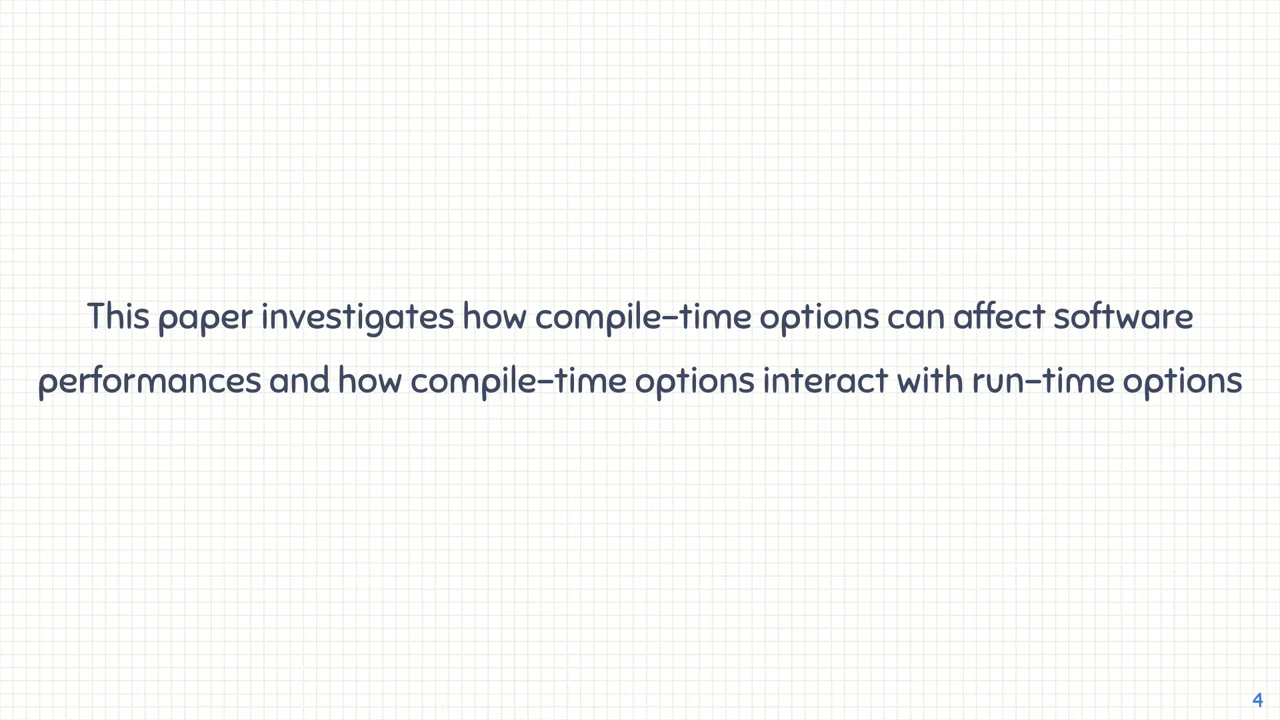 This paper investigates how compile-time options can affect software
performances and how compile-time options interact with run-time options
4